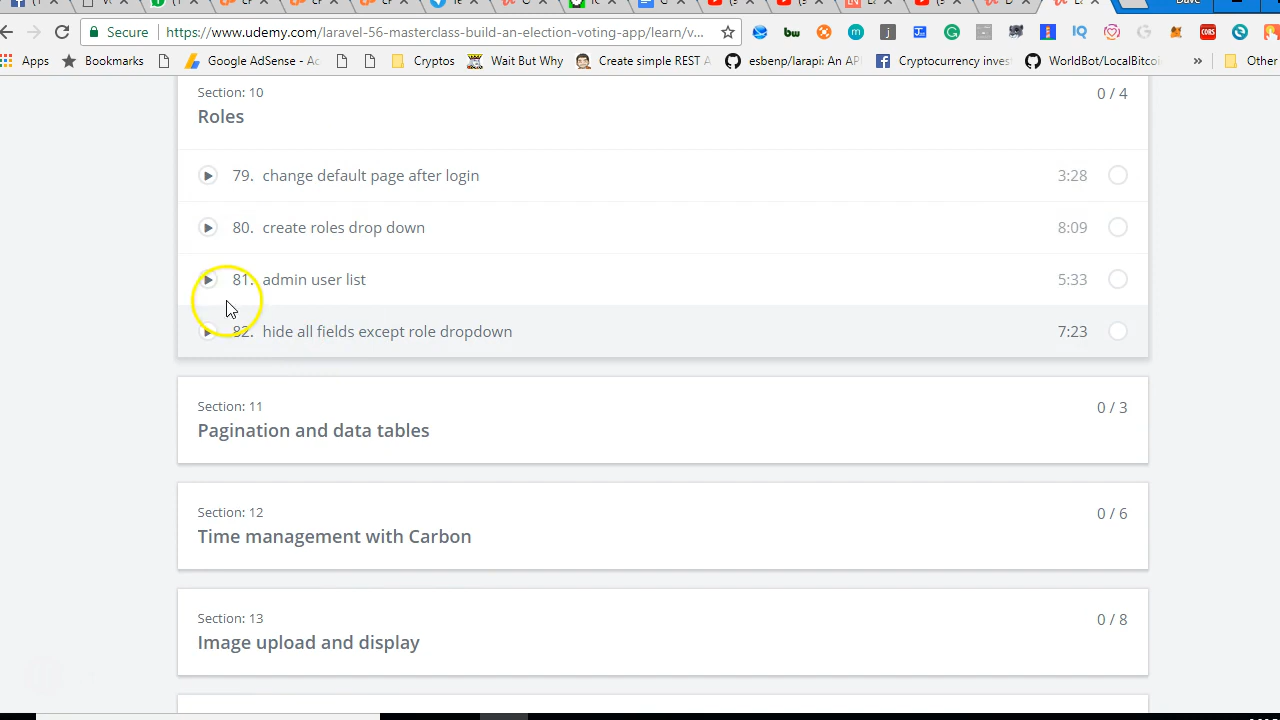 Dave
Secure https://www.udemy.com/laravel-56-masterclass-build-an-election-voting-app/learn/v...
Apps Bookmarks Google AdSense - Ac Cryptos Wait But Why Create simple REST A esbenp/larapi: An API Cryptocurrency inves WorldBot/LocalBitcoi » Other
Section: 10 0 / 4
Roles
79. change default page after login 3:28
80. create roles drop down 8:09
81. admin user list 5:33
82. hide all fields except role dropdown 7:23
Section: 11 0 / 3
Pagination and data tables
Section: 12 0 / 6
Time management with Carbon
Section: 13 0 / 8
Image upload and display